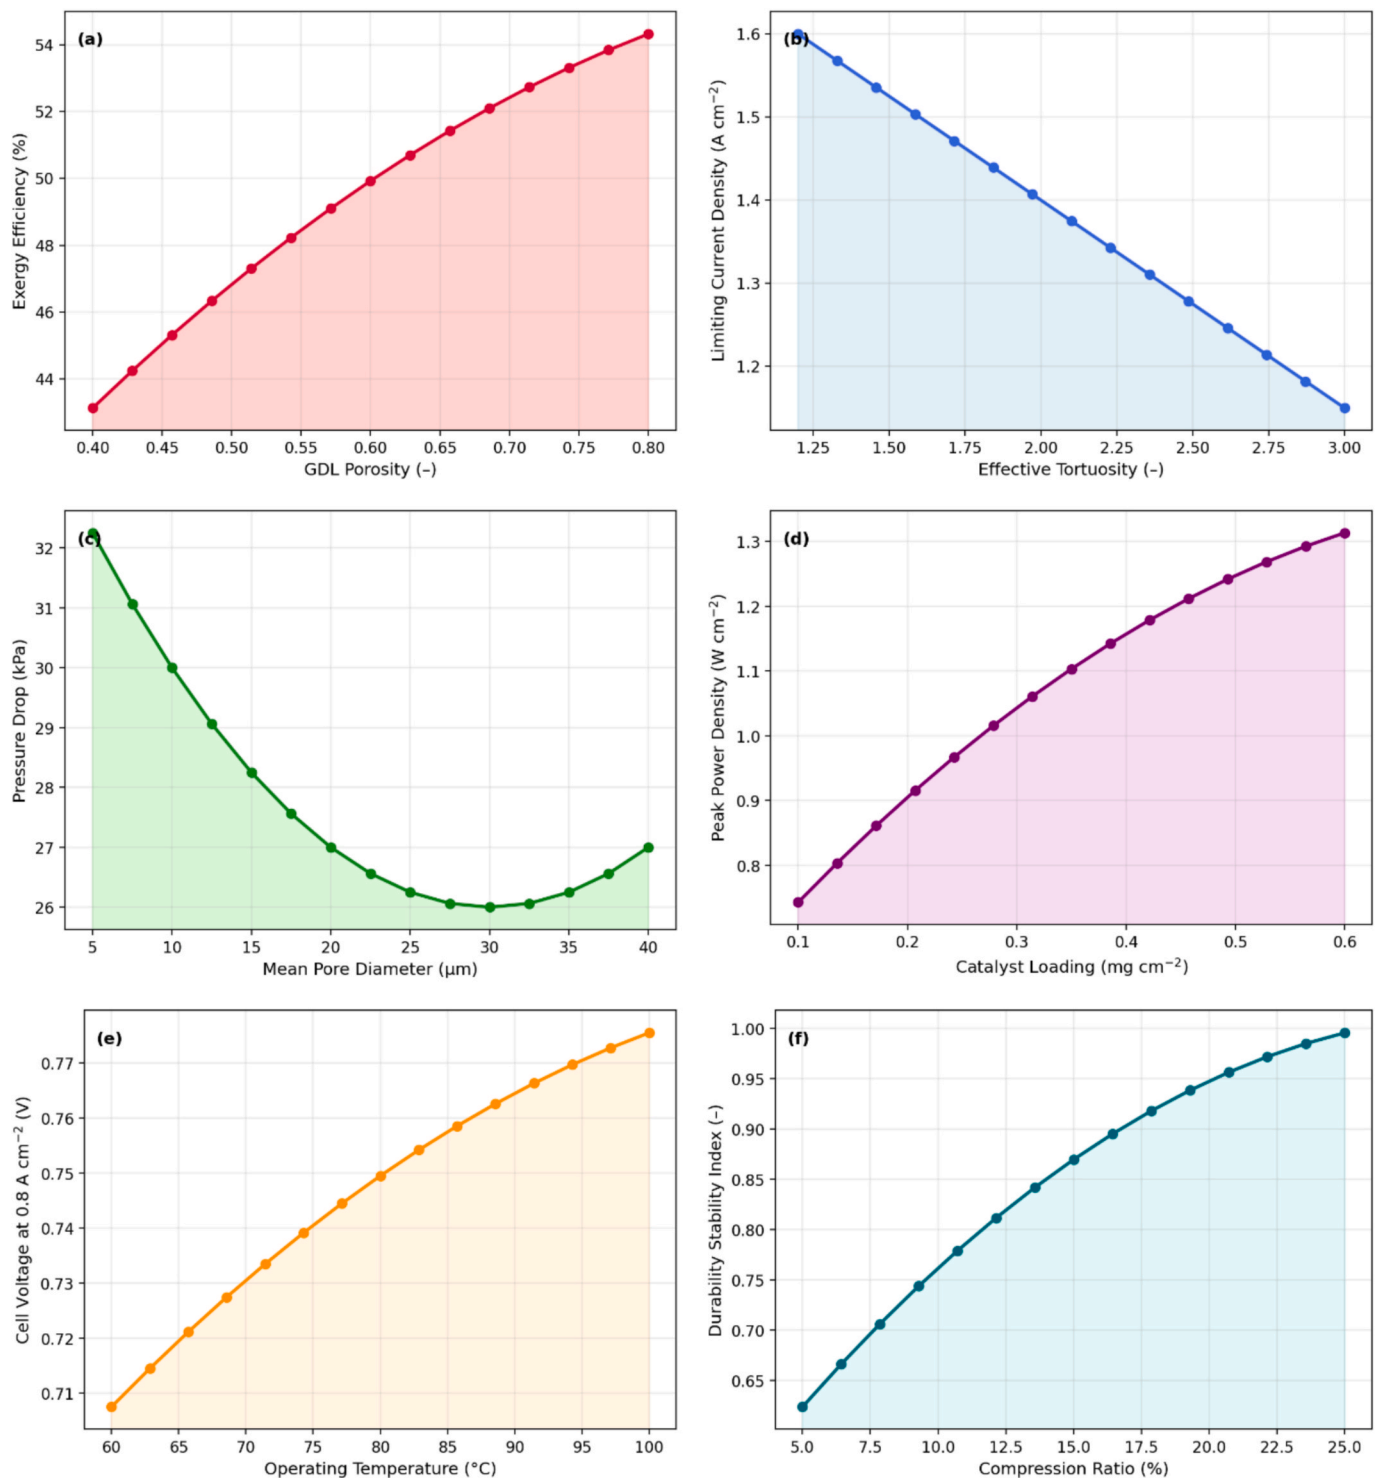 (a)
Exergy Efficiency (%)
54
52
50
48
46
44
0.40 0.45 0.50 0.55 0.60 0.65 0.70 0.75 0.80
GDL Porosity (–)
(b)
Limiting Current Density (A cm⁻²)
1.6
1.5
1.4
1.3
1.2
1.25 1.50 1.75 2.00 2.25 2.50 2.75 3.00
Effective Tortuosity (–)
(c)
Pressure Drop (kPa)
32
31
30
29
28
27
26
5 10 15 20 25 30 35 40
Mean Pore Diameter (μm)
(d)
Peak Power Density (W cm⁻²)
1.3
1.2
1.1
1.0
0.9
0.8
0.1 0.2 0.3 0.4 0.5 0.6
Catalyst Loading (mg cm⁻²)
(e)
Cell Voltage at 0.8 A cm⁻² (V)
0.77
0.76
0.75
0.74
0.73
0.72
0.71
60 65 70 75 80 85 90 95 100
Operating Temperature (°C)
(f)
Durability Stability Index (–)
1.00
0.95
0.90
0.85
0.80
0.75
0.70
0.65
5.0 7.5 10.0 12.5 15.0 17.5 20.0 22.5 25.0
Compression Ratio (%)